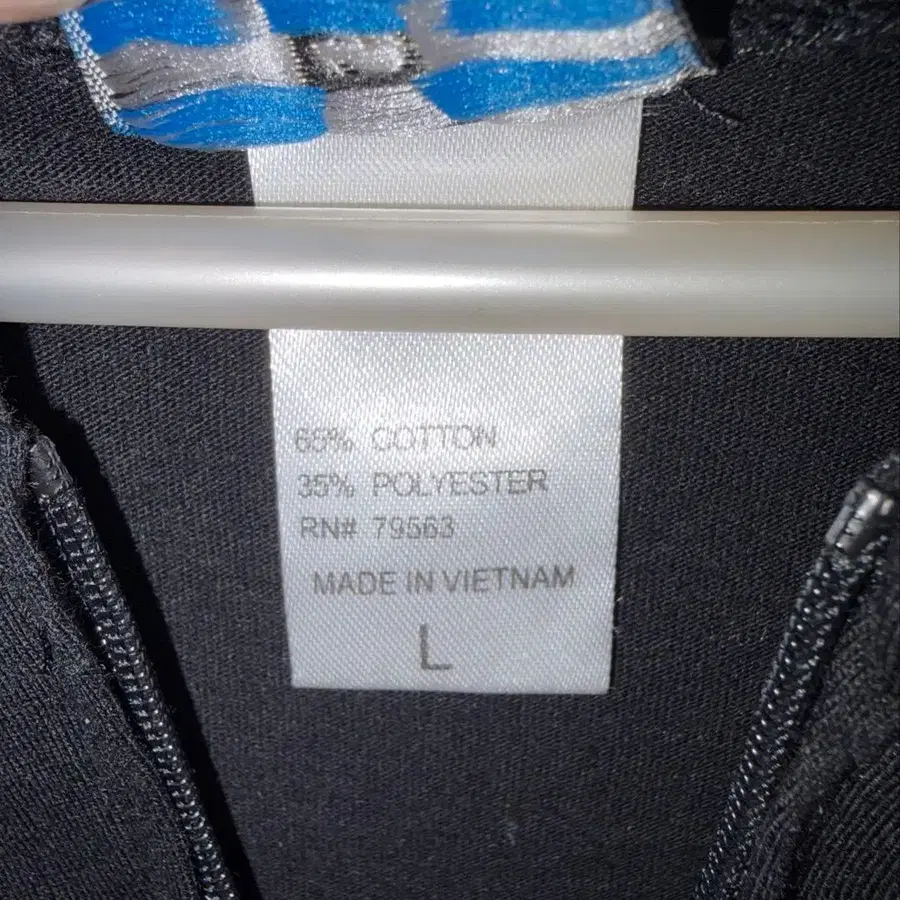 65% COTTON
35% POLYESTER
RN# 79563
MADE IN VIETNAM
L